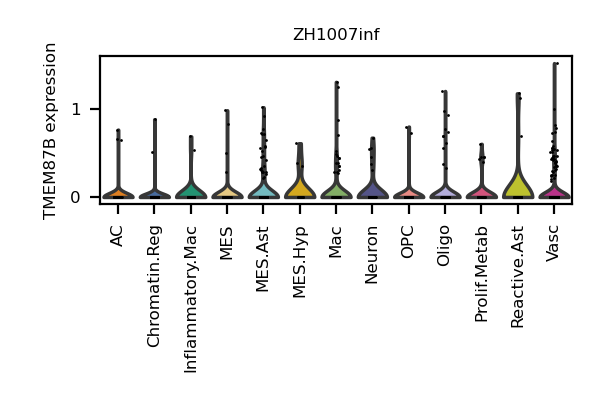 ZH1007inf
TMEM87B expression
1
0
AC
Chromatin.Reg
Inflammatory.Mac
MES
MES.Ast
MES.Hyp
Mac
Neuron
OPC
Oligo
Prolif.Metab
Reactive.Ast
Vasc